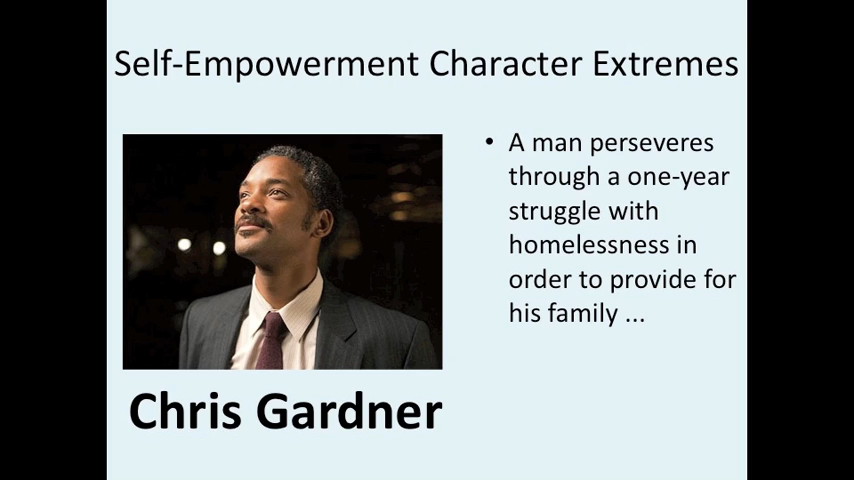 Self-Empowerment Character Extremes
• A man perseveres
through a one-year
struggle with
homelessness in
order to provide for
his family ...
Chris Gardner